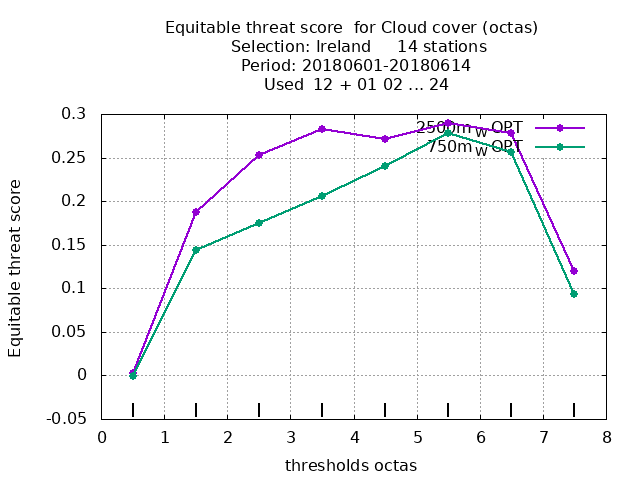 Equitable threat score for Cloud cover (octas)
Selection: Ireland 14 stations
Period: 20180601-20180614
Used 12 + 01 02 ... 24
Equitable threat score
0.3
0.25
0.2
0.15
0.1
0.05
0
-0.05
2500m_WOPT
750m_WOPT
0 1 2 3 4 5 6 7 8
thresholds octas